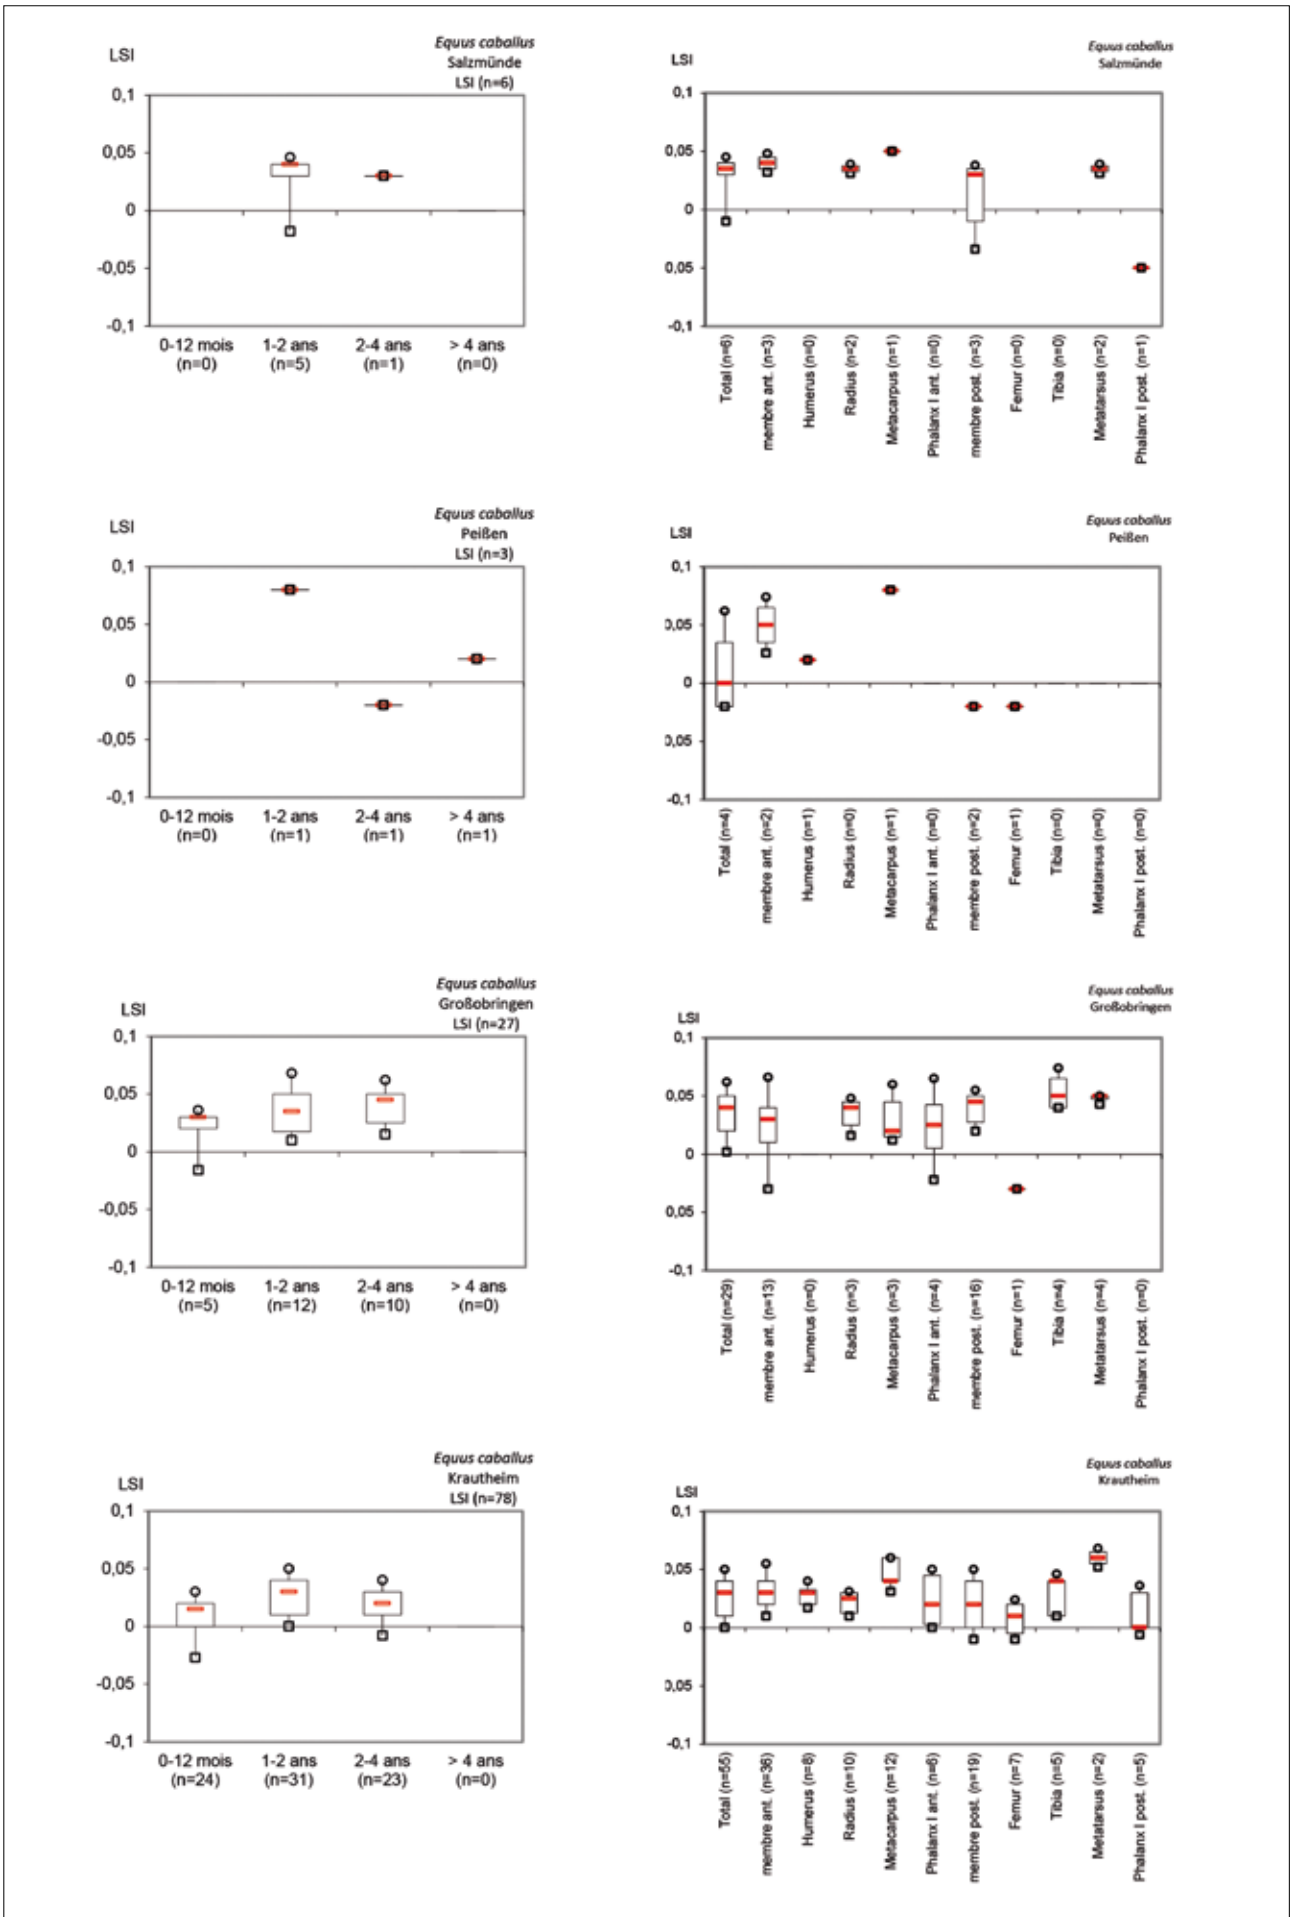 Equus caballus
Salzmünde
LSI (n=6)
LSI
0,1
0,05
0
-0,05
-0,1
0-12 mois
(n=0)
1-2 ans
(n=5)
2-4 ans
(n=1)
> 4 ans
(n=0)
Equus caballus
Salzmünde
LSI
0,1
0,05
0
-0,05
-0,1
Total (n=6)
membre ant. (n=3)
Humerus (n=0)
Radius (n=2)
Metacarpus (n=1)
Phalanx I ant. (n=0)
membre post. (n=3)
Femur (n=0)
Tibia (n=0)
Metatarsus (n=2)
Phalanx I post. (n=1)
Equus caballus
Peißen
LSI (n=3)
LSI
0,1
0,05
0
-0,05
-0,1
0-12 mois
(n=0)
1-2 ans
(n=1)
2-4 ans
(n=1)
> 4 ans
(n=1)
Equus caballus
Peißen
LSI
0,1
0,05
0
0,05
-0,1
Total (n=4)
membre ant. (n=2)
Humerus (n=1)
Radius (n=0)
Metacarpus (n=1)
Phalanx I ant. (n=0)
membre post. (n=2)
Femur (n=1)
Tibia (n=0)
Metatarsus (n=0)
Phalanx I post. (n=0)
Equus caballus
Großobringen
LSI (n=27)
LSI
0,1
0,05
0
-0,05
-0,1
0-12 mois
(n=5)
1-2 ans
(n=12)
2-4 ans
(n=10)
> 4 ans
(n=0)
Equus caballus
Großobringen
LSI
0,1
0,05
0
0,05
-0,1
Total (n=29)
membre ant. (n=13)
Humerus (n=0)
Radius (n=3)
Metacarpus (n=3)
Phalanx I ant. (n=4)
membre post. (n=16)
Femur (n=1)
Tibia (n=4)
Metatarsus (n=4)
Phalanx I post. (n=0)
Equus caballus
Krautheim
LSI (n=78)
LSI
0,1
0,05
0
-0,05
-0,1
0-12 mois
(n=24)
1-2 ans
(n=31)
2-4 ans
(n=23)
> 4 ans
(n=0)
Equus caballus
Krautheim
LSI
0,1
0,05
0
0,05
-0,1
Total (n=55)
membre ant. (n=36)
Humerus (n=8)
Radius (n=10)
Metacarpus (n=12)
Phalanx I ant. (n=6)
membre post. (n=19)
Femur (n=7)
Tibia (n=5)
Metatarsus (n=2)
Phalanx I post. (n=5)